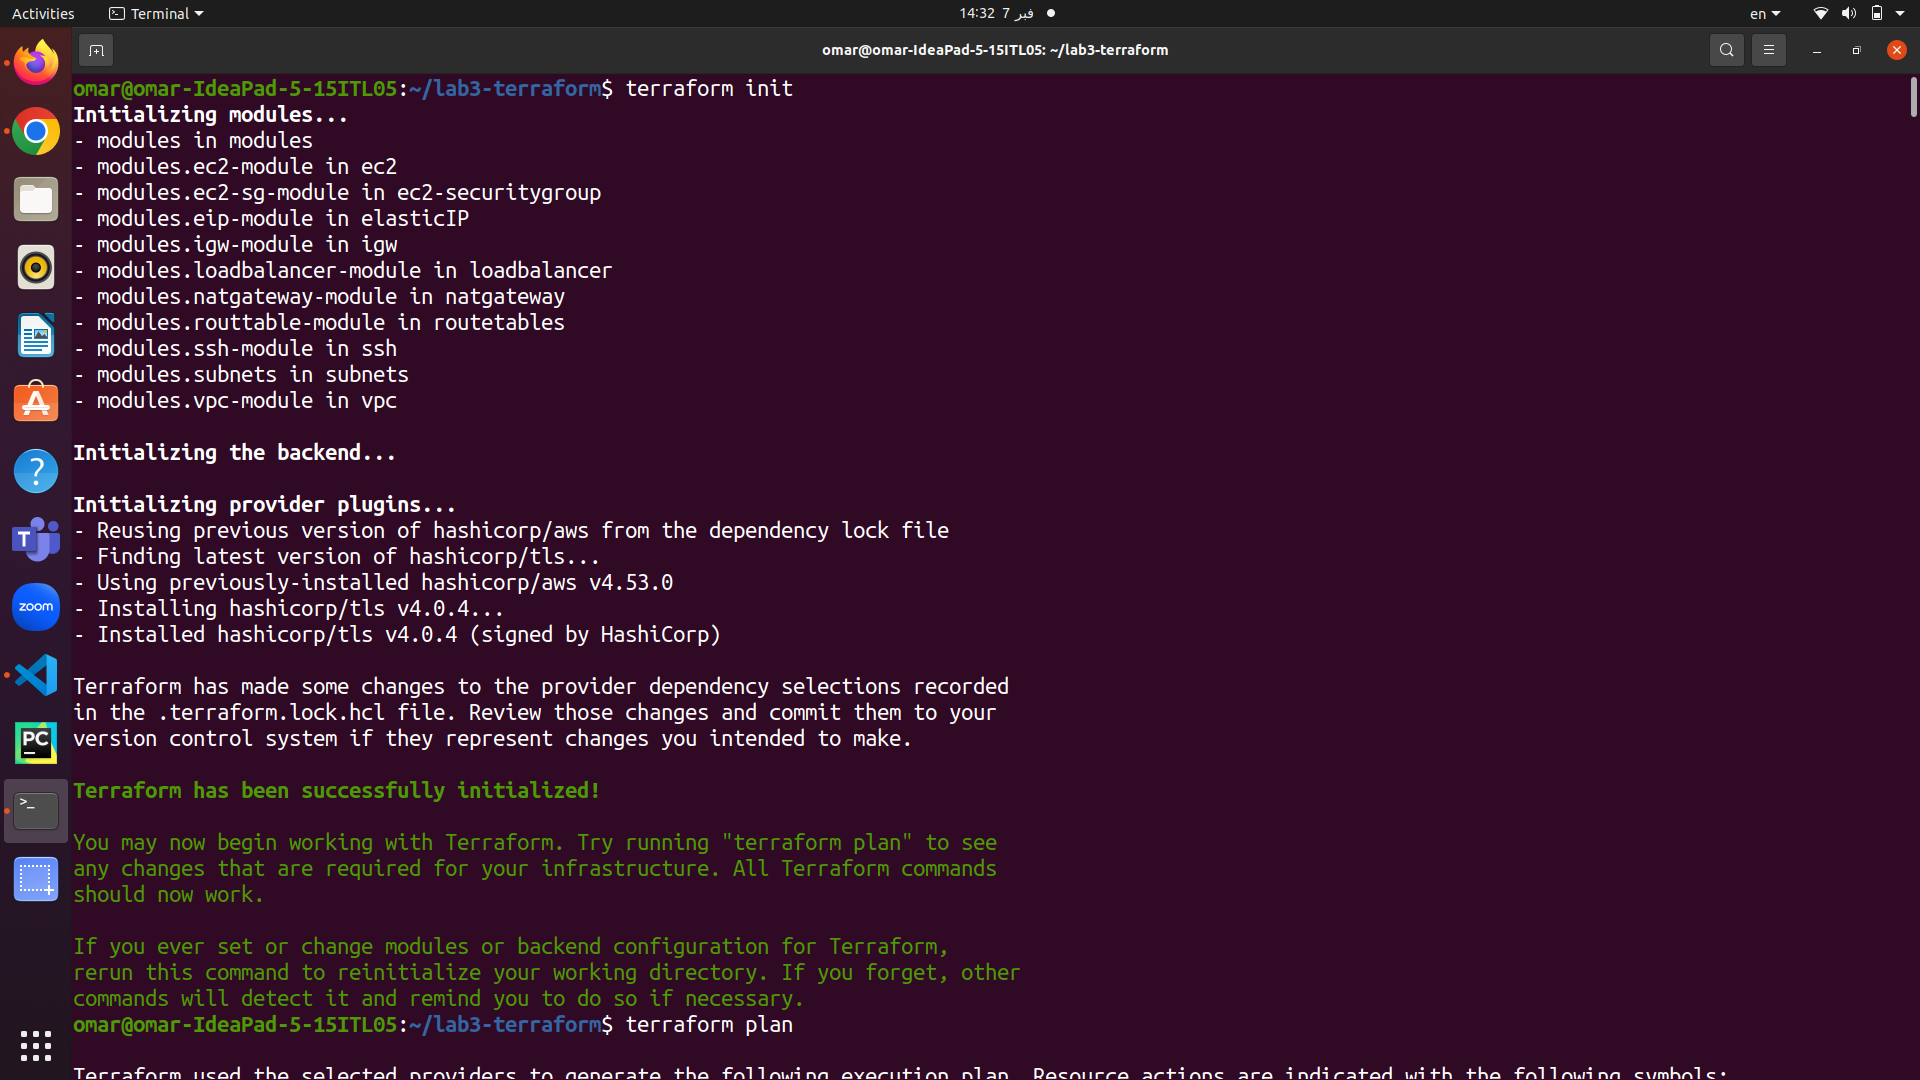 Activities
Terminal
14:32 7 فبر
en
omar@omar-IdeaPad-5-15ITL05: ~/lab3-terraform
omar@omar-IdeaPad-5-15ITL05:~/lab3-terraform$ terraform init
Initializing modules...
- modules in modules
- modules.ec2-module in ec2
- modules.ec2-sg-module in ec2-securitygroup
- modules.eip-module in elasticIP
- modules.igw-module in igw
- modules.loadbalancer-module in loadbalancer
- modules.natgateway-module in natgateway
- modules.routtable-module in routetables
- modules.ssh-module in ssh
- modules.subnets in subnets
- modules.vpc-module in vpc
Initializing the backend...
Initializing provider plugins...
- Reusing previous version of hashicorp/aws from the dependency lock file
- Finding latest version of hashicorp/tls...
- Using previously-installed hashicorp/aws v4.53.0
- Installing hashicorp/tls v4.0.4...
- Installed hashicorp/tls v4.0.4 (signed by HashiCorp)
Terraform has made some changes to the provider dependency selections recorded
in the .terraform.lock.hcl file. Review those changes and commit them to your
version control system if they represent changes you intended to make.
Terraform has been successfully initialized!
You may now begin working with Terraform. Try running "terraform plan" to see
any changes that are required for your infrastructure. All Terraform commands
should now work.
If you ever set or change modules or backend configuration for Terraform,
rerun this command to reinitialize your working directory. If you forget, other
commands will detect it and remind you to do so if necessary.
omar@omar-IdeaPad-5-15ITL05:~/lab3-terraform$ terraform plan
Terraform used the selected providers to generate the following execution plan. Resource actions are indicated with the following symbols:
?
T
zoom
PC
>_